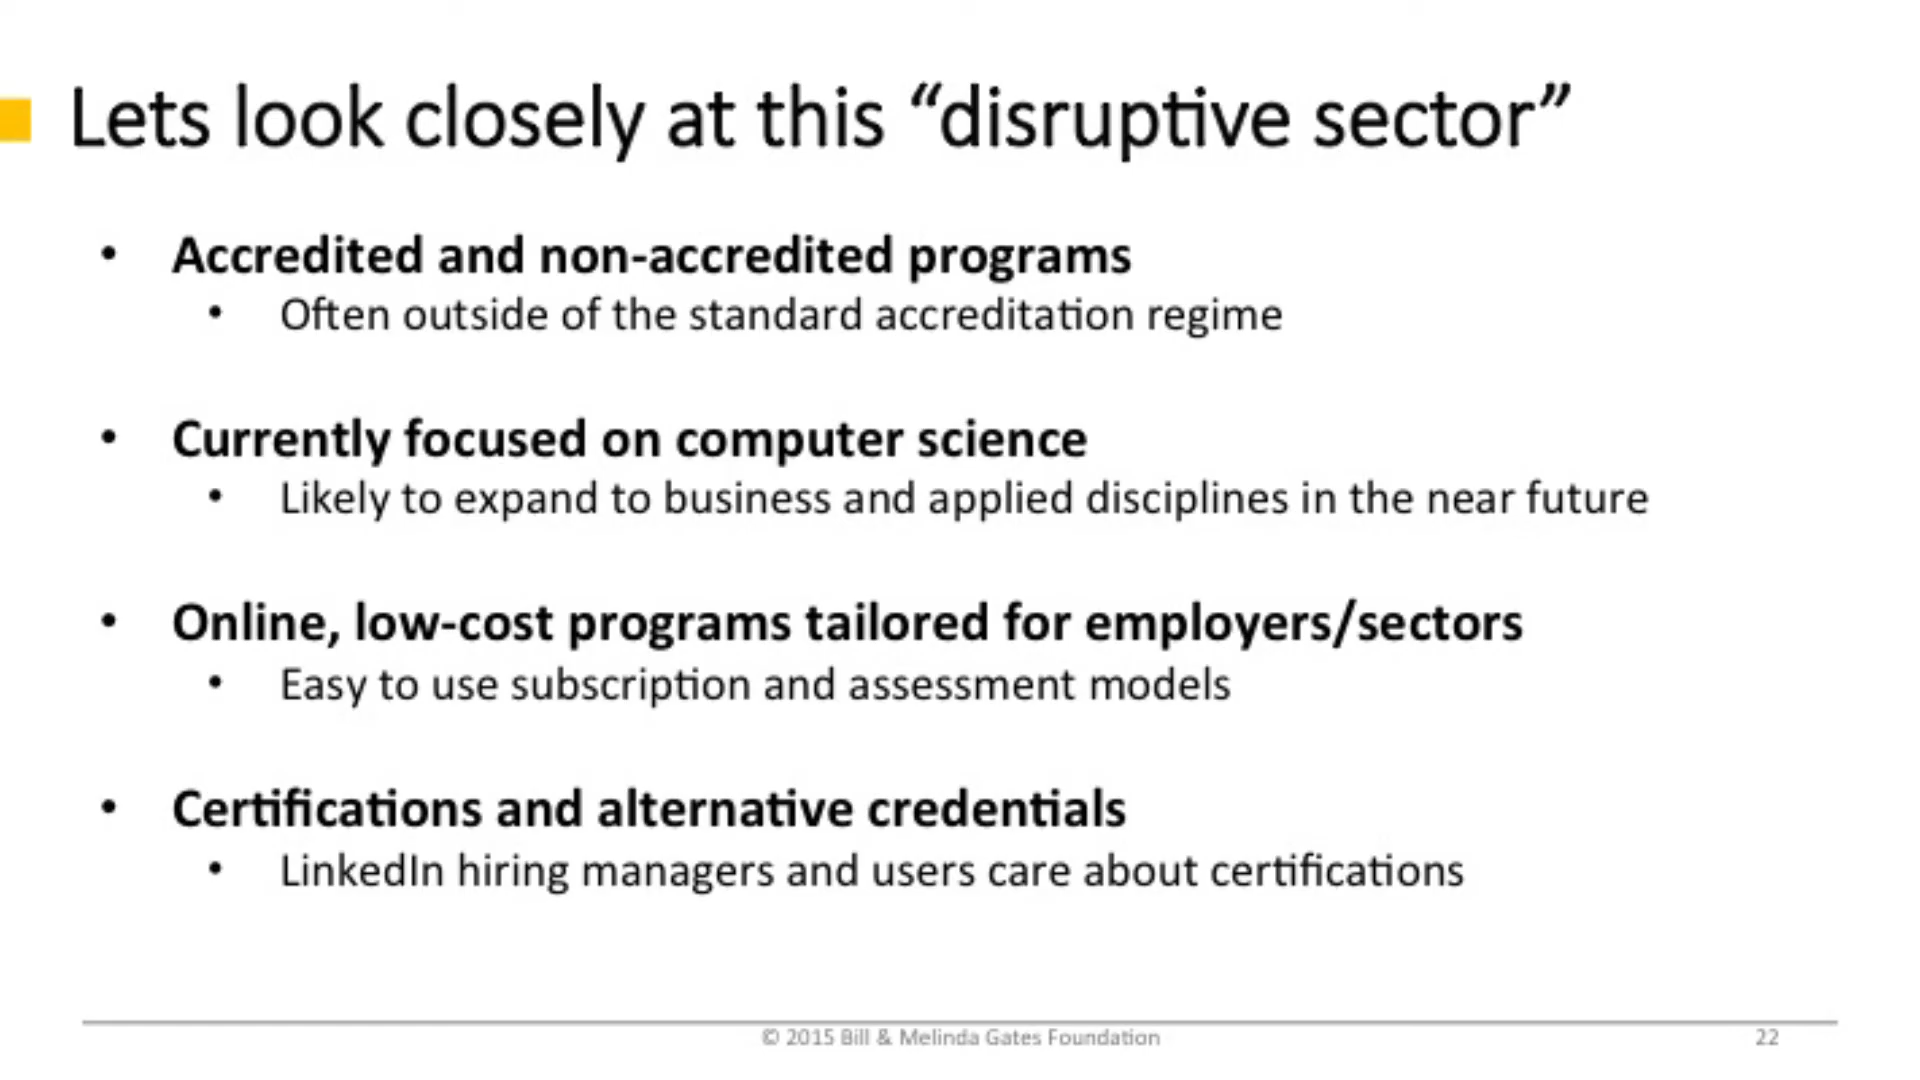 Lets look closely at this “disruptive sector”
• Accredited and non-accredited programs
• Often outside of the standard accreditation regime
• Currently focused on computer science
• Likely to expand to business and applied disciplines in the near future
• Online, low-cost programs tailored for employers/sectors
• Easy to use subscription and assessment models
• Certifications and alternative credentials
• LinkedIn hiring managers and users care about certifications
© 2015 Bill & Melinda Gates Foundation
22